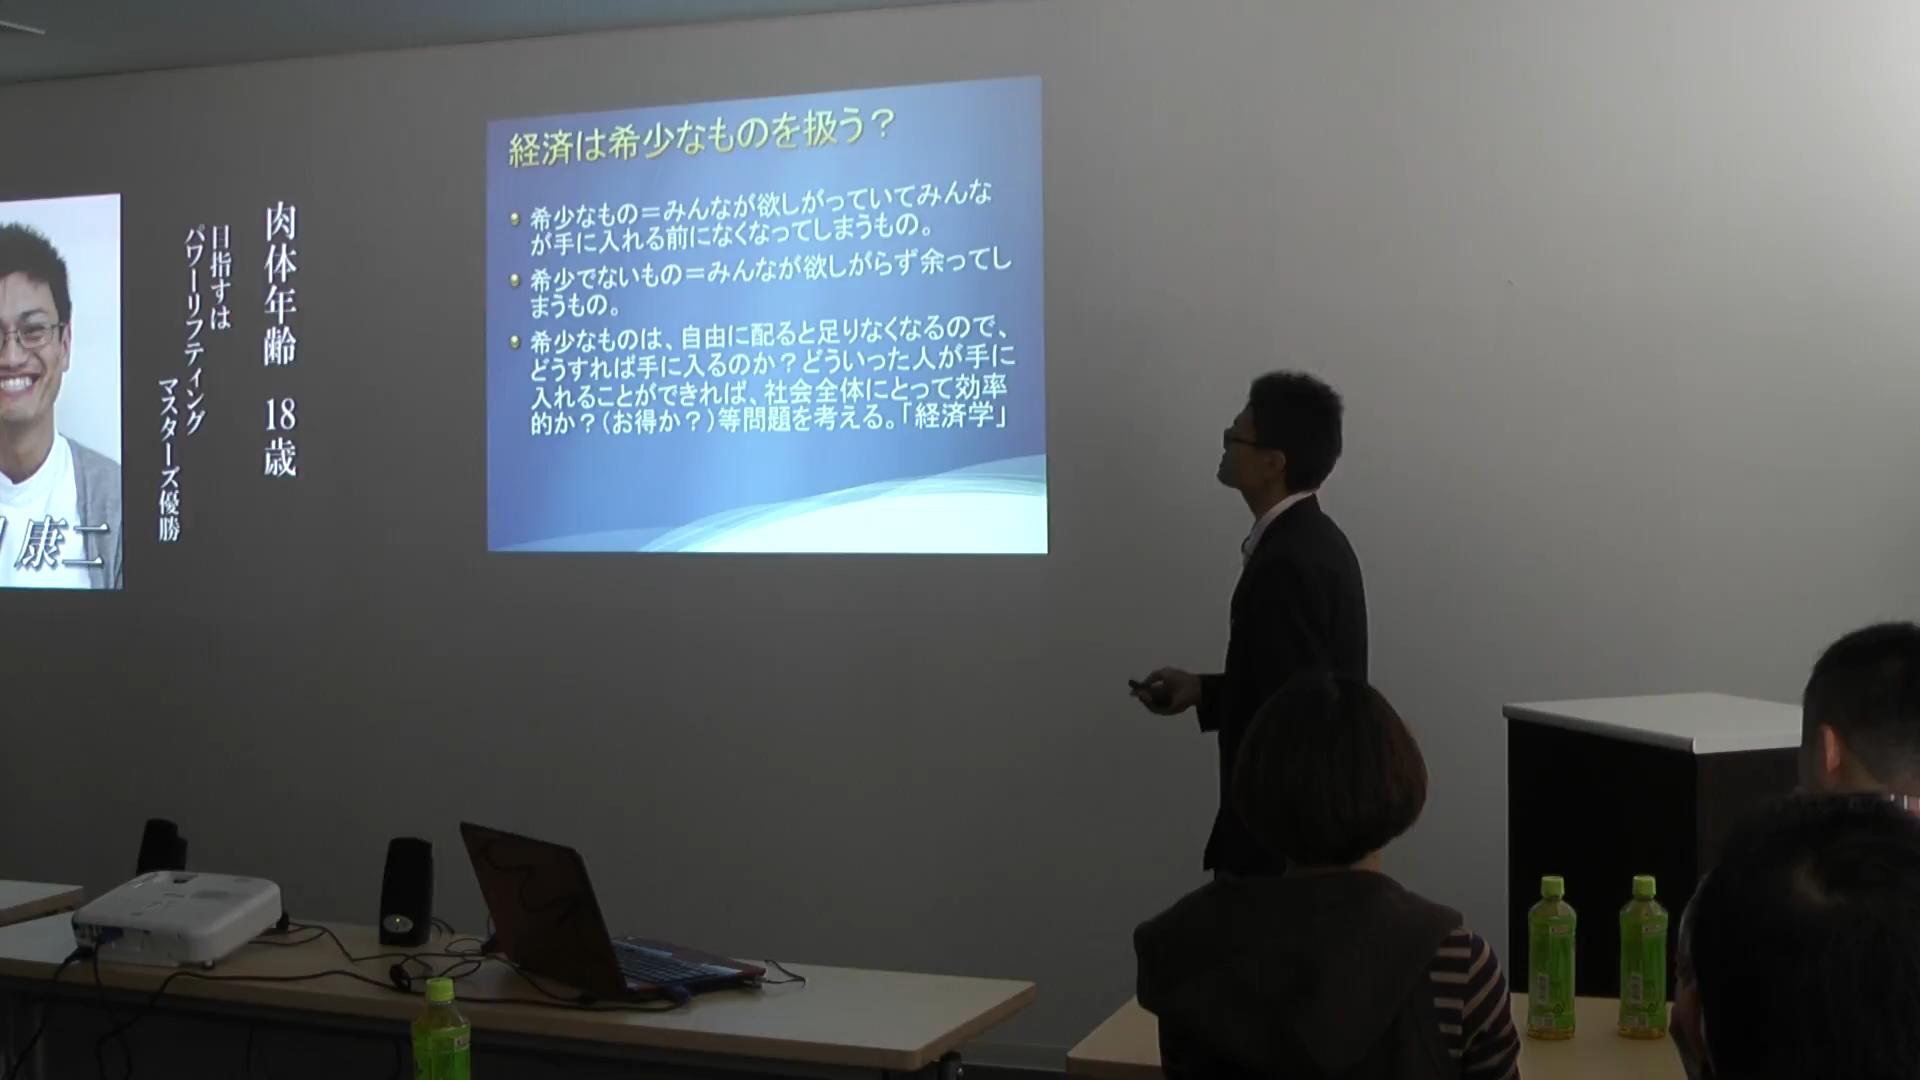 経済は希少なものを扱う？
希少なもの＝みんなが欲しがっていてみんな
が手に入れる前になくなってしまうもの。
希少でないもの＝みんなが欲しがらず余ってし
まうもの。
希少なものは、自由に配ると足りなくなるので、
どうすれば手に入るのか？どういった人が手に
入れることができれば、社会全体にとって効率
的か？（お得か？）等問題を考える。「経済学」
肉体年齢　18歳
目指すは
パワーリフティング
マスターズ優勝
康二